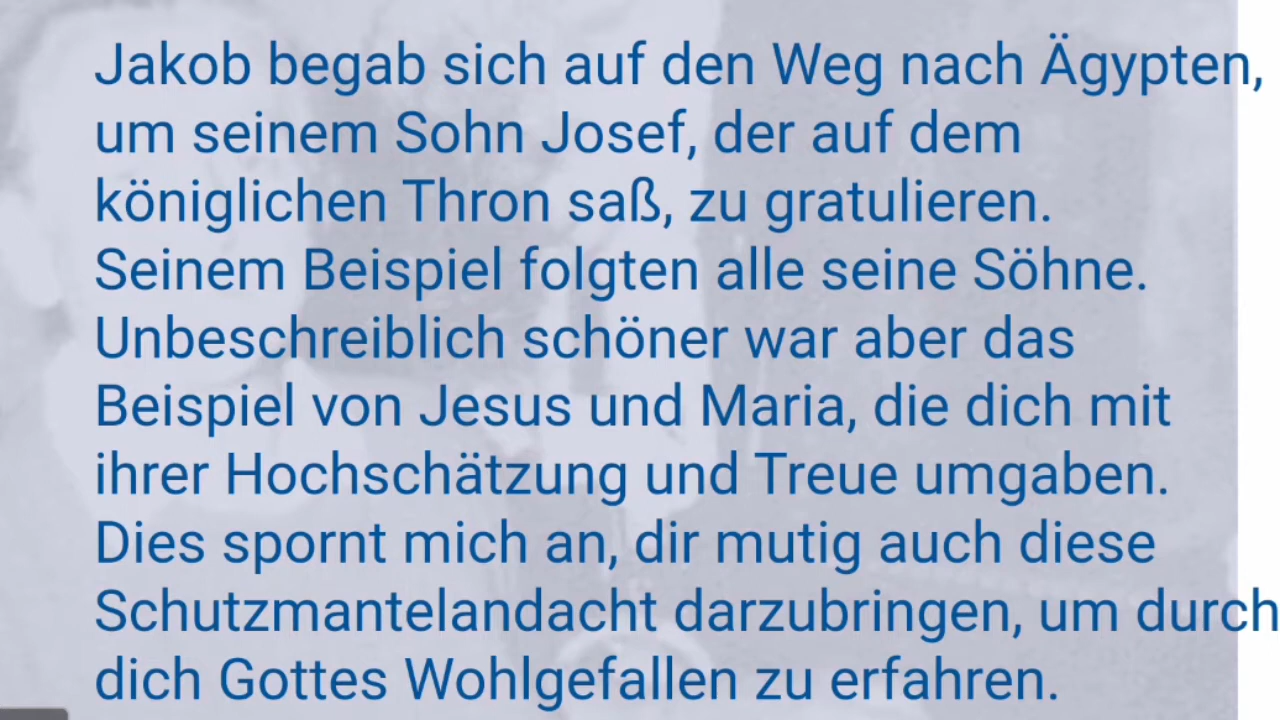 Jakob begab sich auf den Weg nach Ägypten,
um seinem Sohn Josef, der auf dem
königlichen Thron saß, zu gratulieren.
Seinem Beispiel folgten alle seine Söhne.
Unbeschreiblich schöner war aber das
Beispiel von Jesus und Maria, die dich mit
ihrer Hochschätzung und Treue umgaben.
Dies spornt mich an, dir mutig auch diese
Schutzmantelandacht darzubringen, um durch
dich Gottes Wohlgefallen zu erfahren.